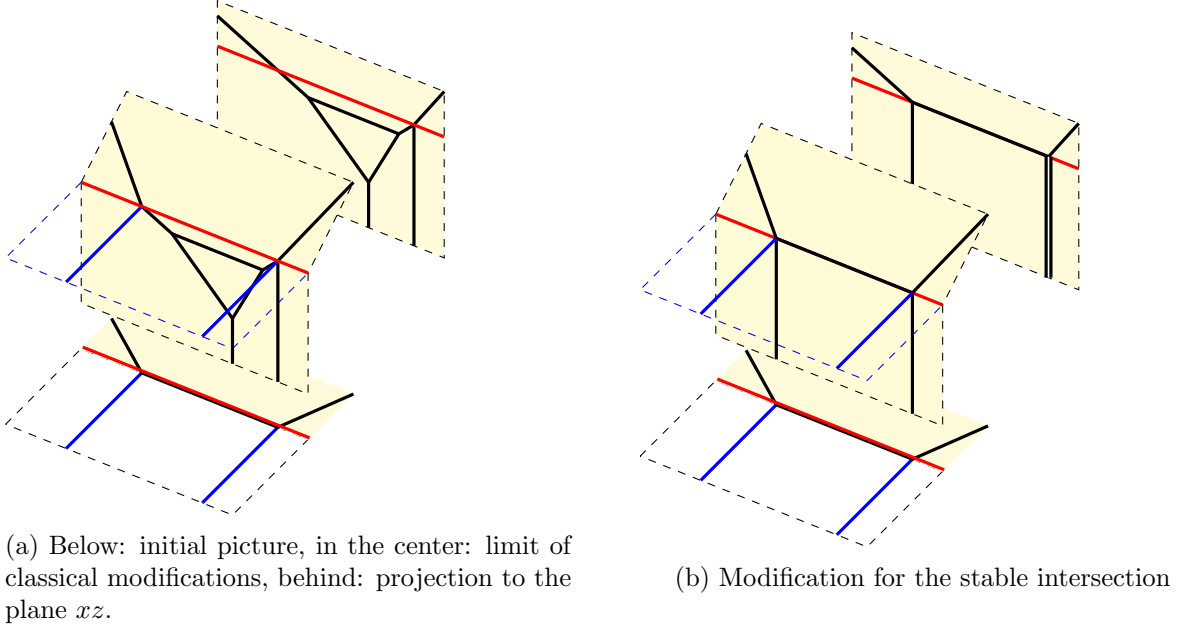 (a) Below: initial picture, in the center: limit of
classical modifications, behind: projection to the
plane xz.
(b) Modification for the stable intersection